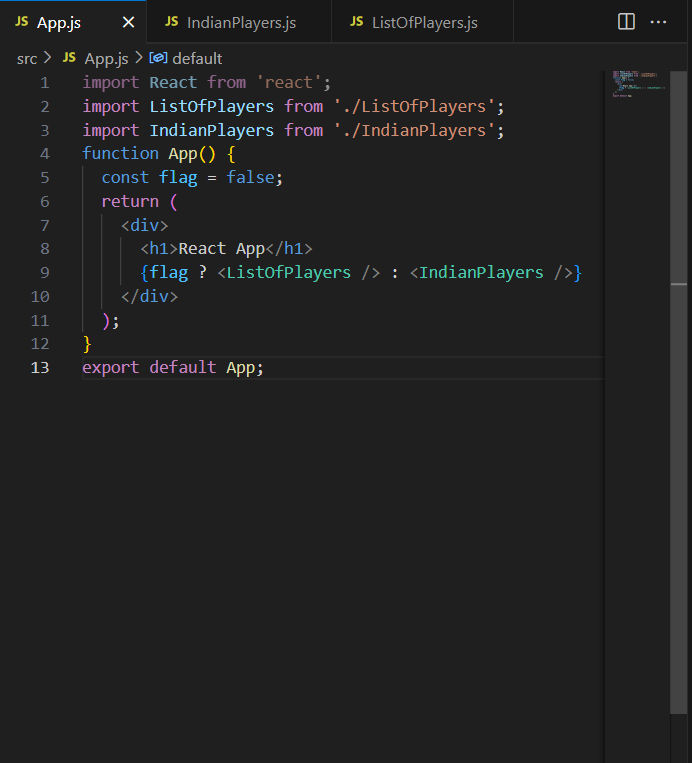 JS App.js JS IndianPlayers.js JS ListOfPlayers.js
src > JS App.js > default
1 import React from 'react';
2 import ListOfPlayers from './ListOfPlayers';
3 import IndianPlayers from './IndianPlayers';
4 function App() {
5   const flag = false;
6   return (
7     <div>
8       <h1>React App</h1>
9       {flag ? <ListOfPlayers /> : <IndianPlayers />}
10     </div>
11   );
12 }
13 export default App;